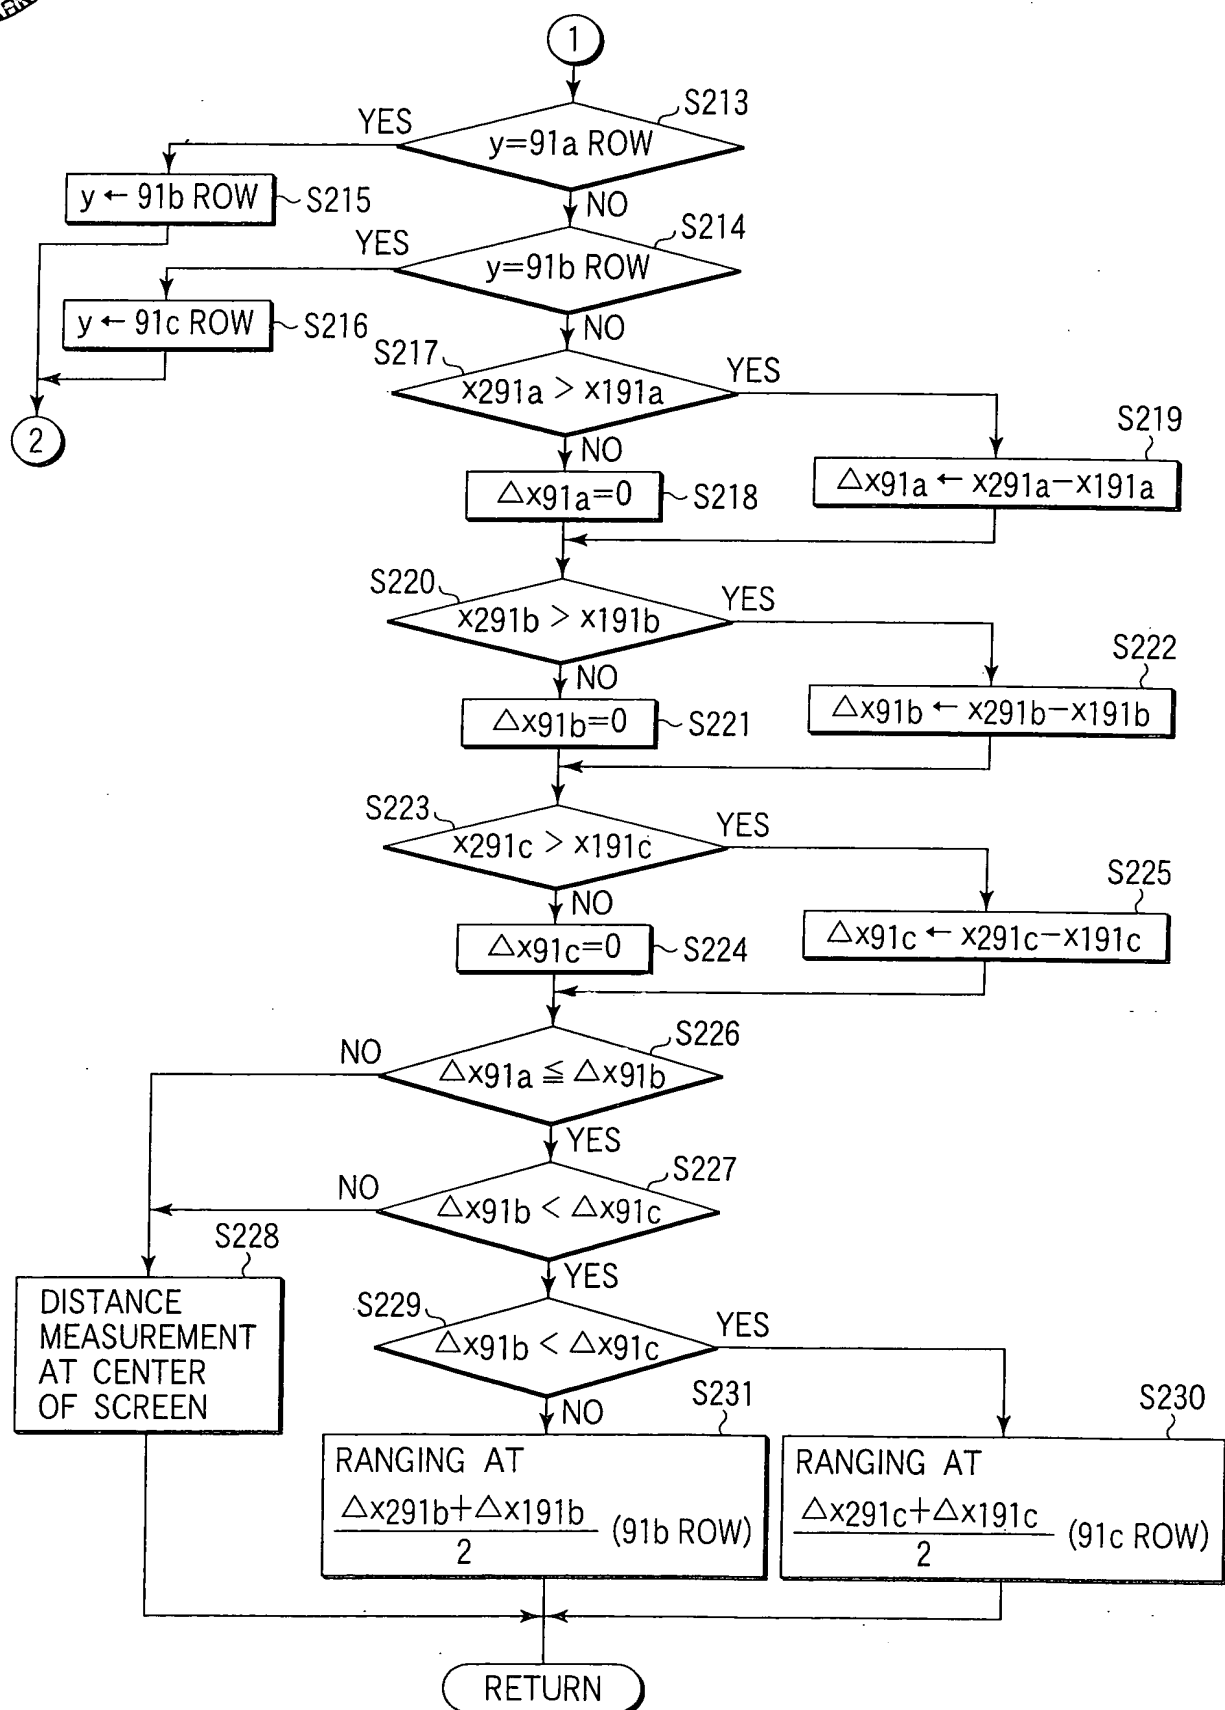 1
S213
YES
y=91a ROW
y ← 91b ROW
S215
NO
S214
YES
y=91b ROW
y ← 91c ROW
S216
NO
S217
YES
x291a > x191a
2
NO
S219
△x91a=0
S218
△x91a ← x291a−x191a
S220
YES
x291b > x191b
NO
S222
△x91b=0
S221
△x91b ← x291b−x191b
S223
YES
x291c > x191c
NO
S225
△x91c=0
S224
△x91c ← x291c−x191c
S226
NO
△x91a ≦ △x91b
YES
S227
NO
△x91b < △x91c
S228
YES
DISTANCE
MEASUREMENT
AT CENTER
OF SCREEN
S229
YES
△x91b < △x91c
NO
S231
RANGING AT
△x291b+△x191b
2
(91b ROW)
S230
RANGING AT
△x291c+△x191c
2
(91c ROW)
RETURN